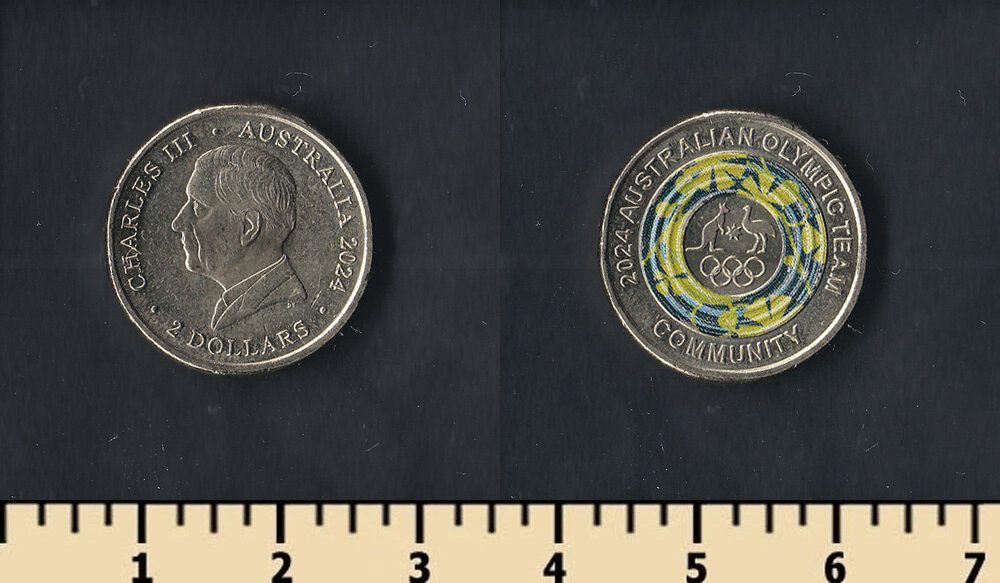 CHARLES III · AUSTRALIA 2024
· 2 DOLLARS ·
2024 AUSTRALIAN OLYMPIC TEAM
COMMUNITY
1 2 3 4 5 6 7